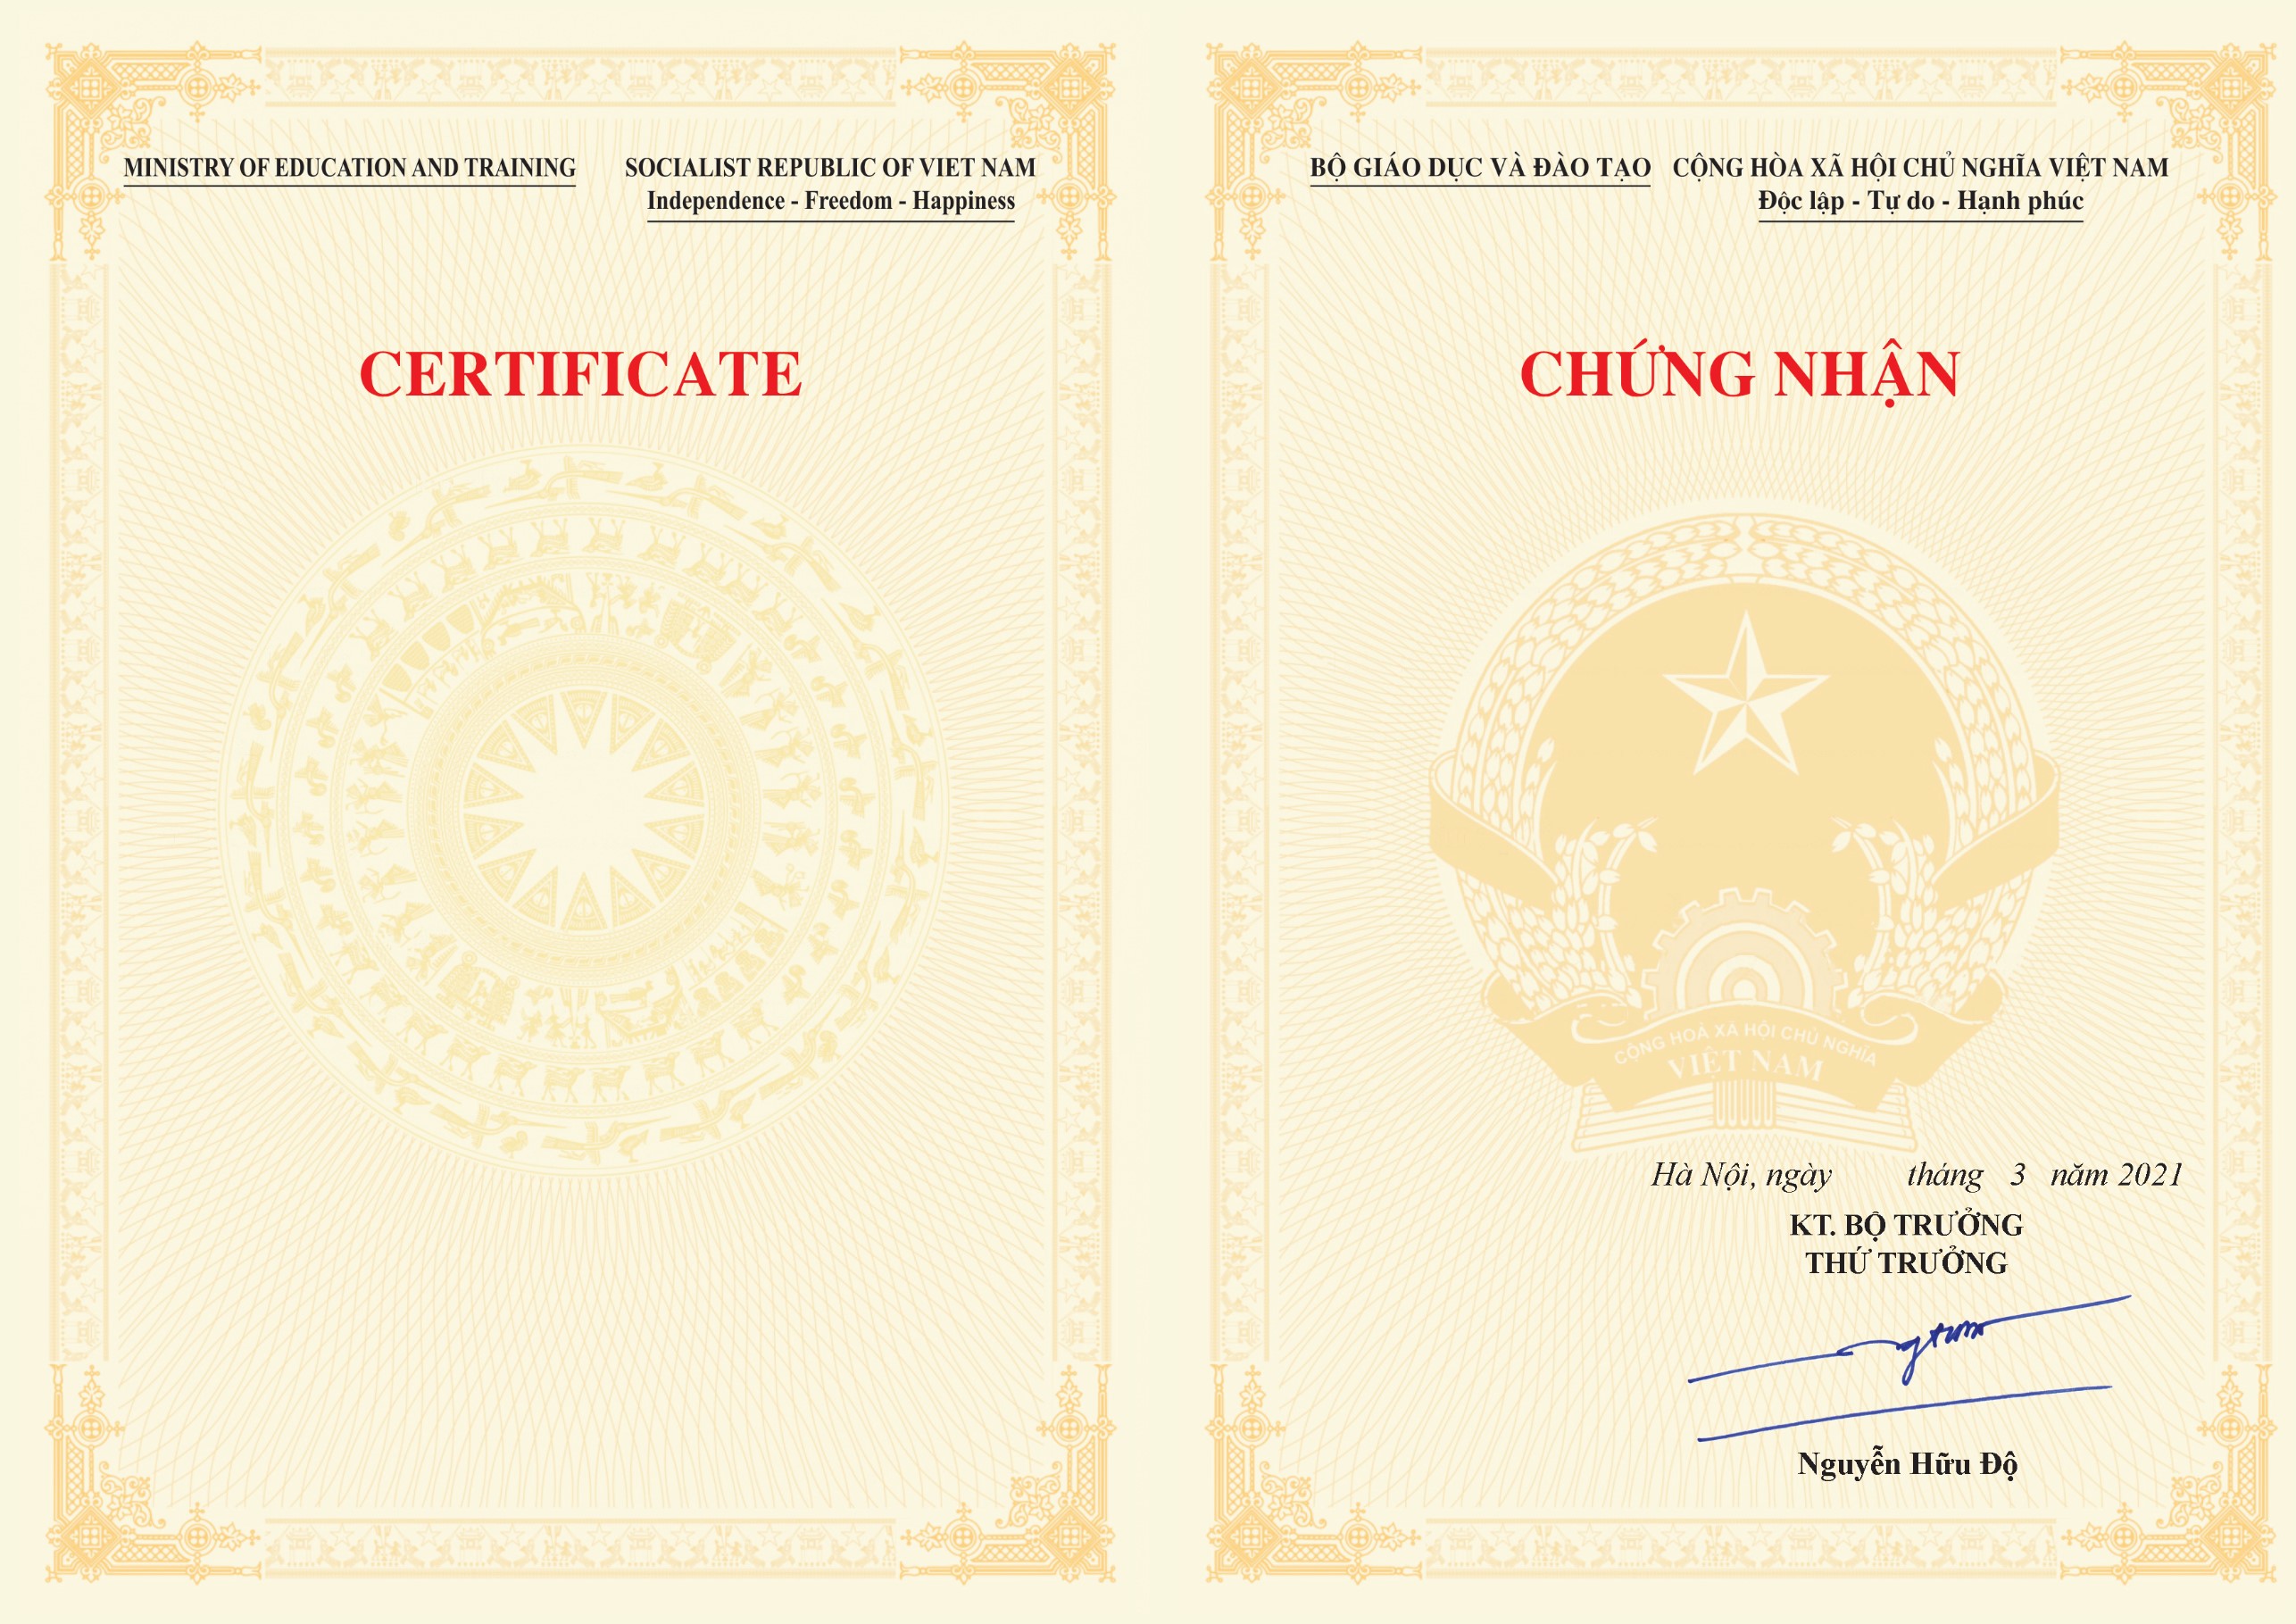 MINISTRY OF EDUCATION AND TRAINING
SOCIALIST REPUBLIC OF VIET NAM
Independence - Freedom - Happiness
CERTIFICATE
BỘ GIÁO DỤC VÀ ĐÀO TẠO
CỘNG HÒA XÃ HỘI CHỦ NGHĨA VIỆT NAM
Độc lập - Tự do - Hạnh phúc
CHỨNG NHẬN
CỘNG HOÀ XÃ HỘI CHỦ NGHĨA
VIỆT NAM
Hà Nội, ngày tháng 3 năm 2021
KT. BỘ TRƯỞNG
THỨ TRƯỞNG
Nguyễn Hữu Độ